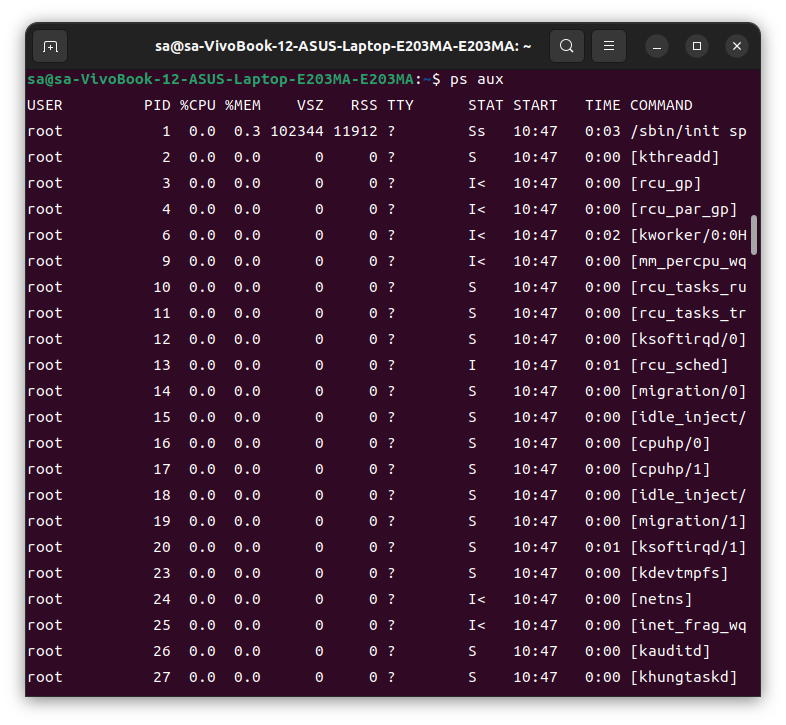 sa@sa-VivoBook-12-ASUS-Laptop-E203MA-E203MA: ~
sa@sa-VivoBook-12-ASUS-Laptop-E203MA-E203MA:~$ ps aux
USER         PID %CPU %MEM    VSZ   RSS TTY      STAT START   TIME COMMAND
root           1  0.0  0.3 102344 11912 ?        Ss   10:47   0:03 /sbin/init sp
root           2  0.0  0.0      0     0 ?        S    10:47   0:00 [kthreadd]
root           3  0.0  0.0      0     0 ?        I<   10:47   0:00 [rcu_gp]
root           4  0.0  0.0      0     0 ?        I<   10:47   0:00 [rcu_par_gp]
root           6  0.0  0.0      0     0 ?        I<   10:47   0:02 [kworker/0:0H
root           9  0.0  0.0      0     0 ?        I<   10:47   0:00 [mm_percpu_wq
root          10  0.0  0.0      0     0 ?        S    10:47   0:00 [rcu_tasks_ru
root          11  0.0  0.0      0     0 ?        S    10:47   0:00 [rcu_tasks_tr
root          12  0.0  0.0      0     0 ?        S    10:47   0:00 [ksoftirqd/0]
root          13  0.0  0.0      0     0 ?        I    10:47   0:01 [rcu_sched]
root          14  0.0  0.0      0     0 ?        S    10:47   0:00 [migration/0]
root          15  0.0  0.0      0     0 ?        S    10:47   0:00 [idle_inject/
root          16  0.0  0.0      0     0 ?        S    10:47   0:00 [cpuhp/0]
root          17  0.0  0.0      0     0 ?        S    10:47   0:00 [cpuhp/1]
root          18  0.0  0.0      0     0 ?        S    10:47   0:00 [idle_inject/
root          19  0.0  0.0      0     0 ?        S    10:47   0:00 [migration/1]
root          20  0.0  0.0      0     0 ?        S    10:47   0:01 [ksoftirqd/1]
root          23  0.0  0.0      0     0 ?        S    10:47   0:00 [kdevtmpfs]
root          24  0.0  0.0      0     0 ?        I<   10:47   0:00 [netns]
root          25  0.0  0.0      0     0 ?        I<   10:47   0:00 [inet_frag_wq
root          26  0.0  0.0      0     0 ?        S    10:47   0:00 [kauditd]
root          27  0.0  0.0      0     0 ?        S    10:47   0:00 [khungtaskd]